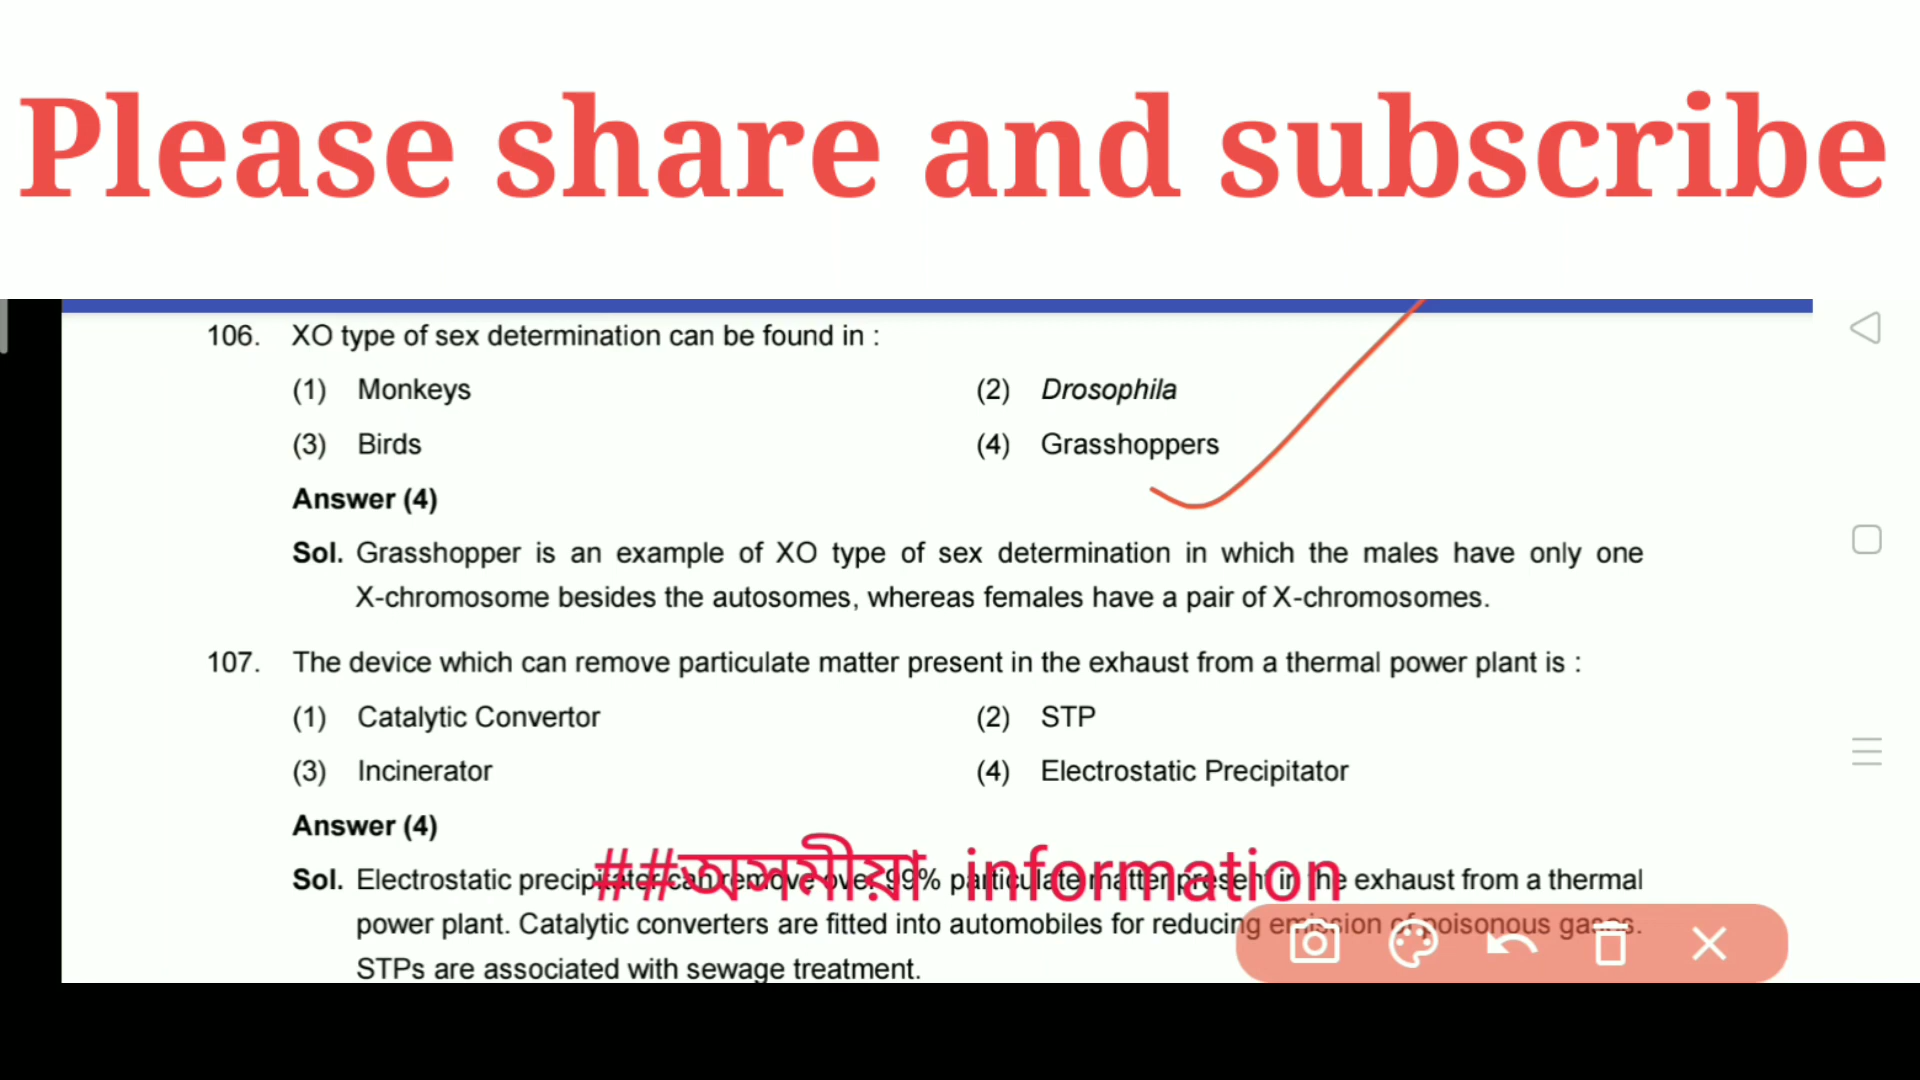 Please share and subscribe
106. XO type of sex determination can be found in :
(1) Monkeys (2) Drosophila
(3) Birds (4) Grasshoppers
Answer (4)
Sol. Grasshopper is an example of XO type of sex determination in which the males have only one
X-chromosome besides the autosomes, whereas females have a pair of X-chromosomes.
107. The device which can remove particulate matter present in the exhaust from a thermal power plant is :
(1) Catalytic Convertor (2) STP
(3) Incinerator (4) Electrostatic Precipitator
Answer (4)
##অসমীয়া information
Sol. Electrostatic precipitator can remove over 99% particulate matter present in the exhaust from a thermal
power plant. Catalytic converters are fitted into automobiles for reducing emission of poisonous gases.
STPs are associated with sewage treatment.